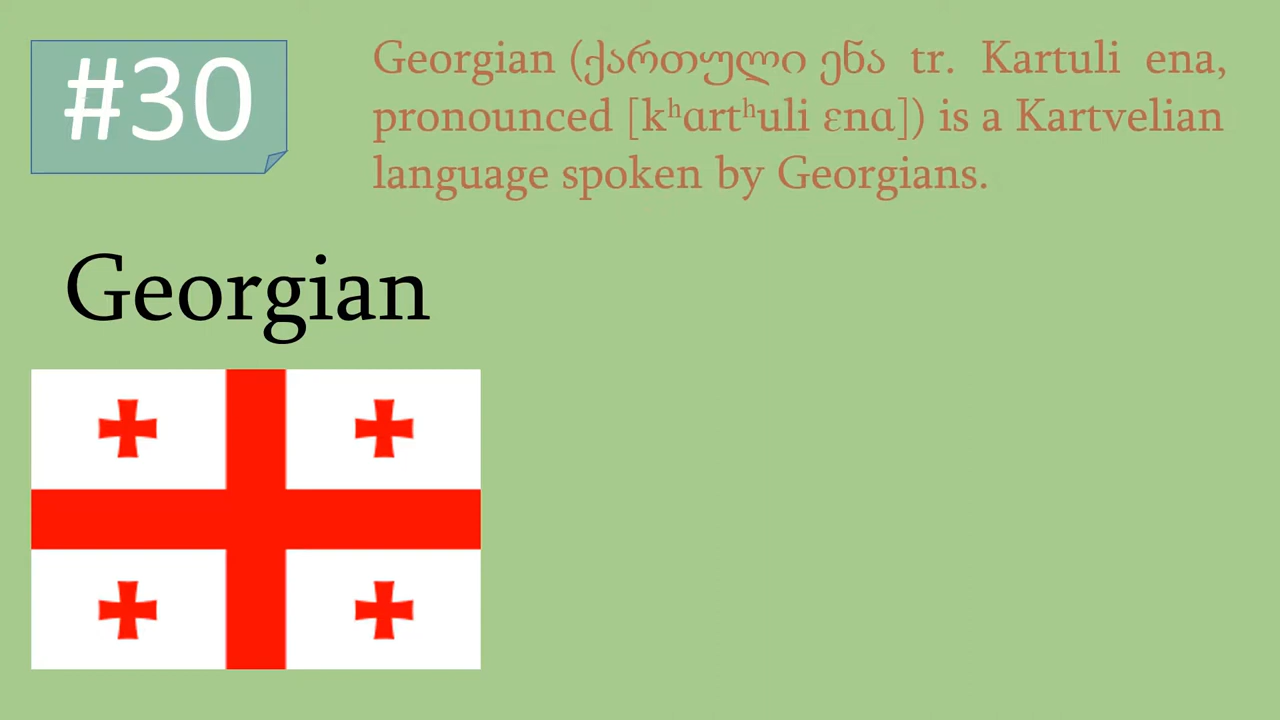 #30
Georgian (ქართული ენა tr. Kartuli ena,
pronounced [kʰɑrtʰuli ɛnɑ]) is a Kartvelian
language spoken by Georgians.
Georgian